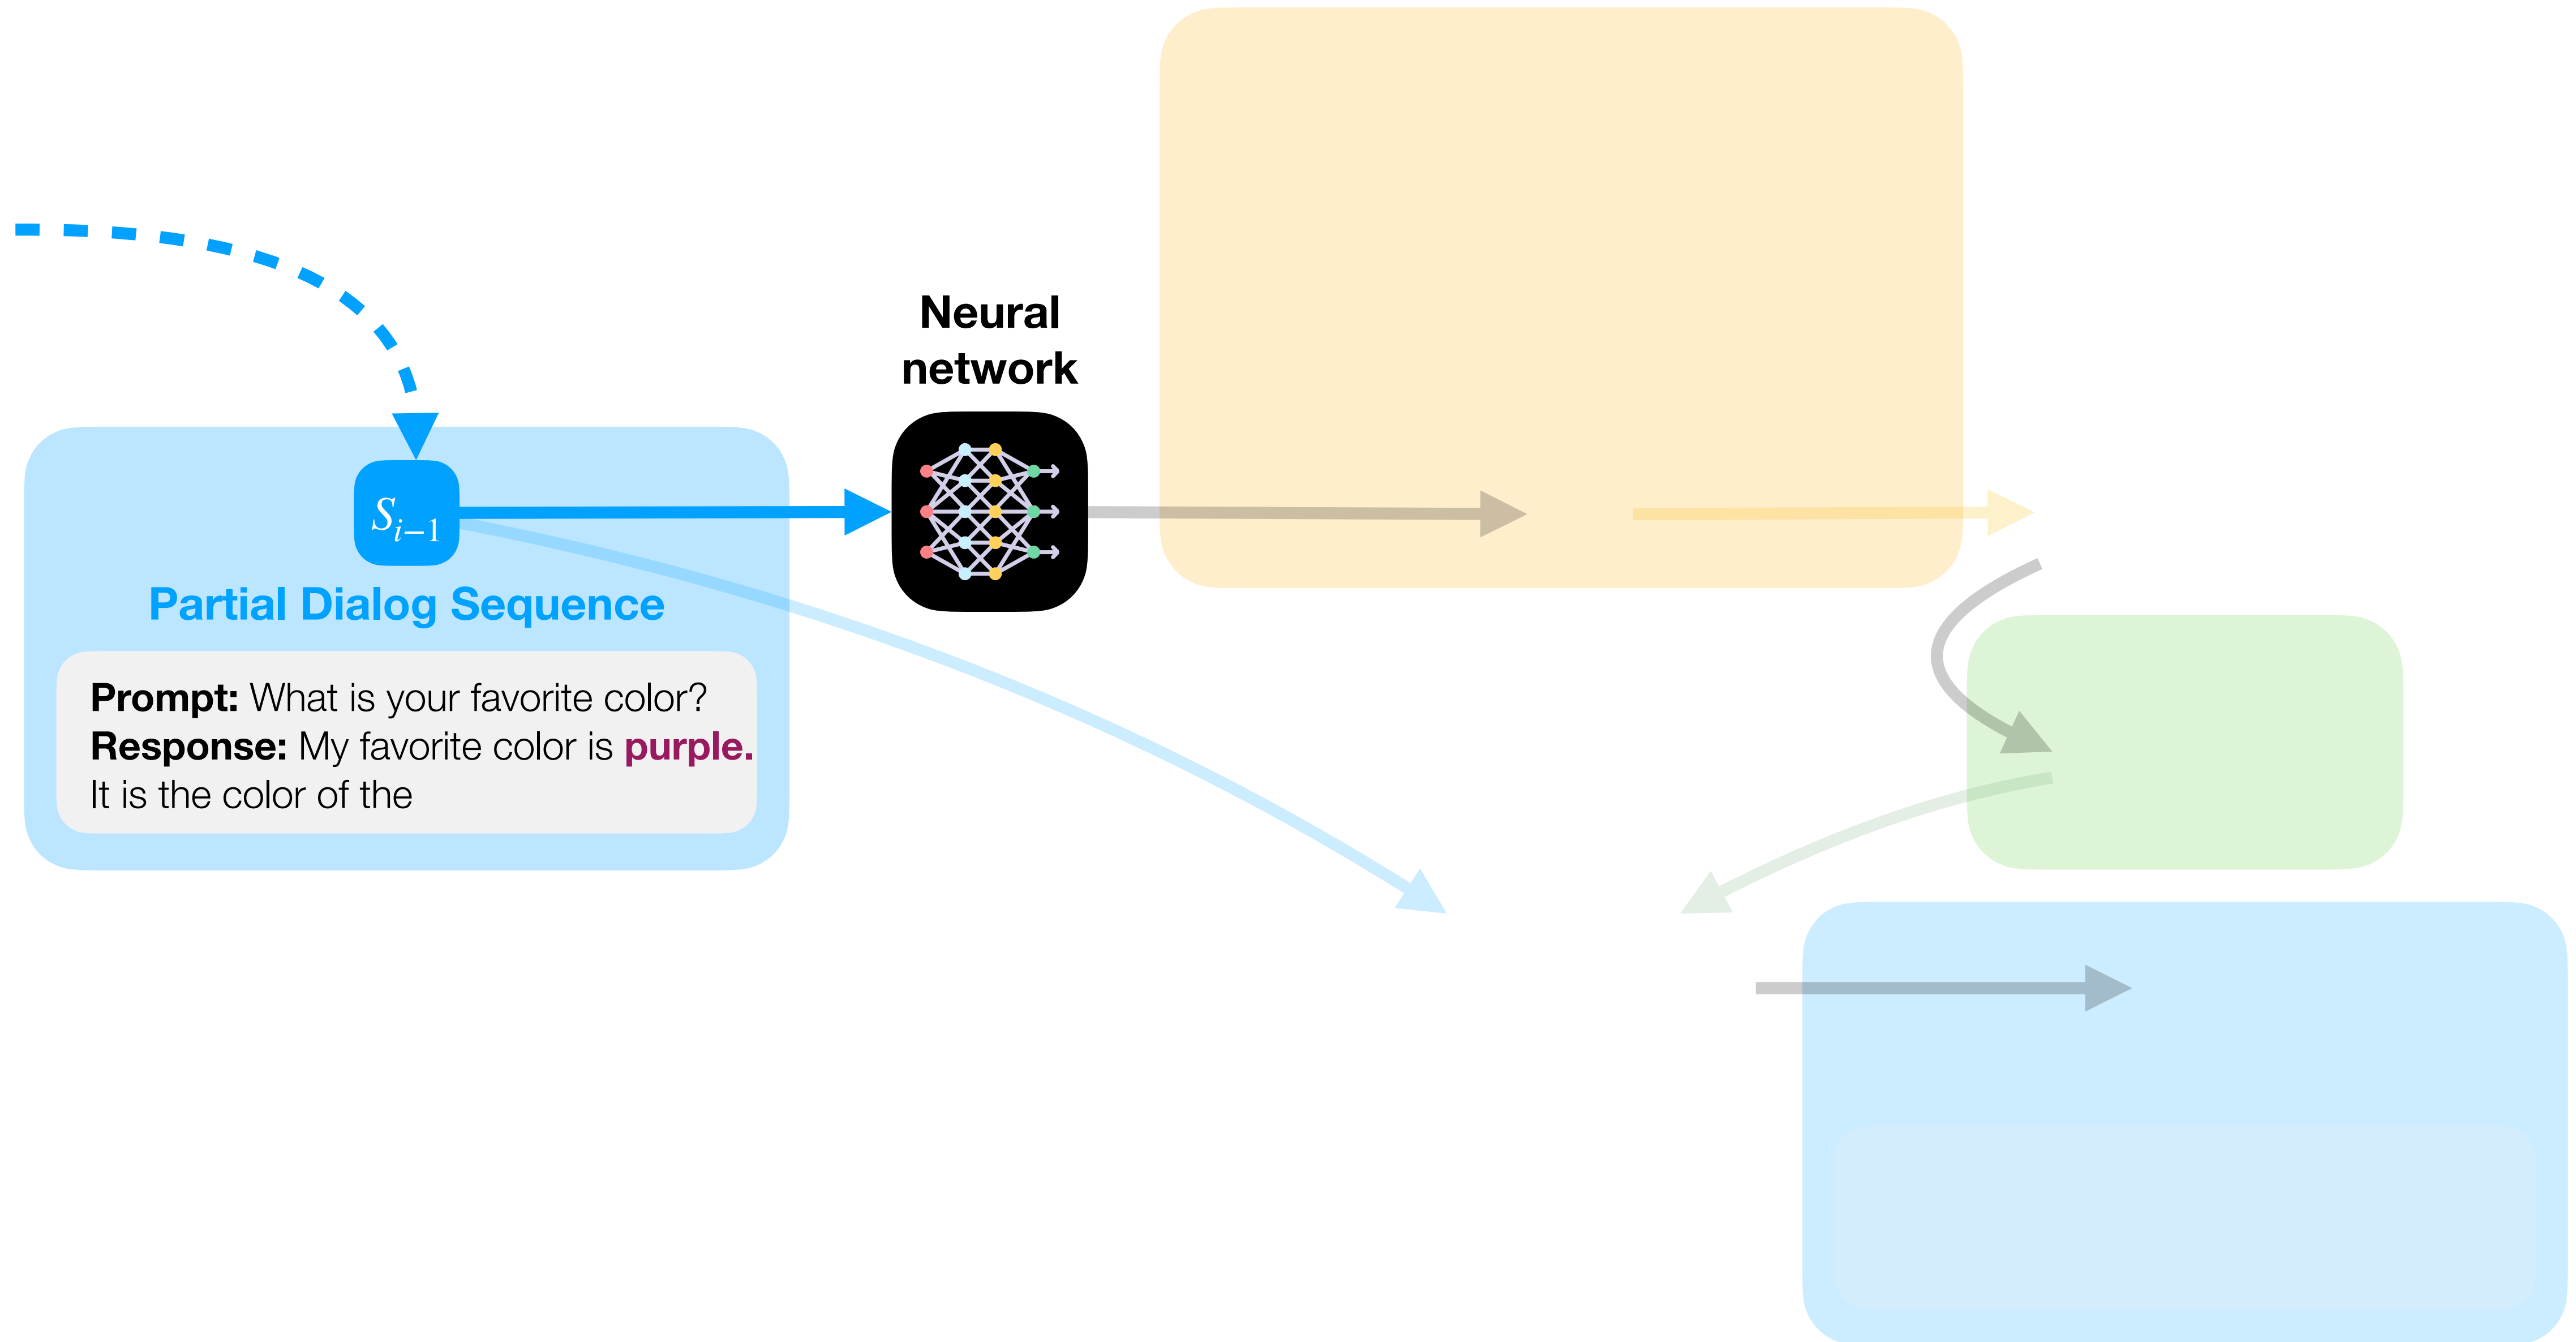 Neural
network
S_{i−1}
Partial Dialog Sequence
Prompt: What is your favorite color?
Response: My favorite color is purple.
It is the color of the